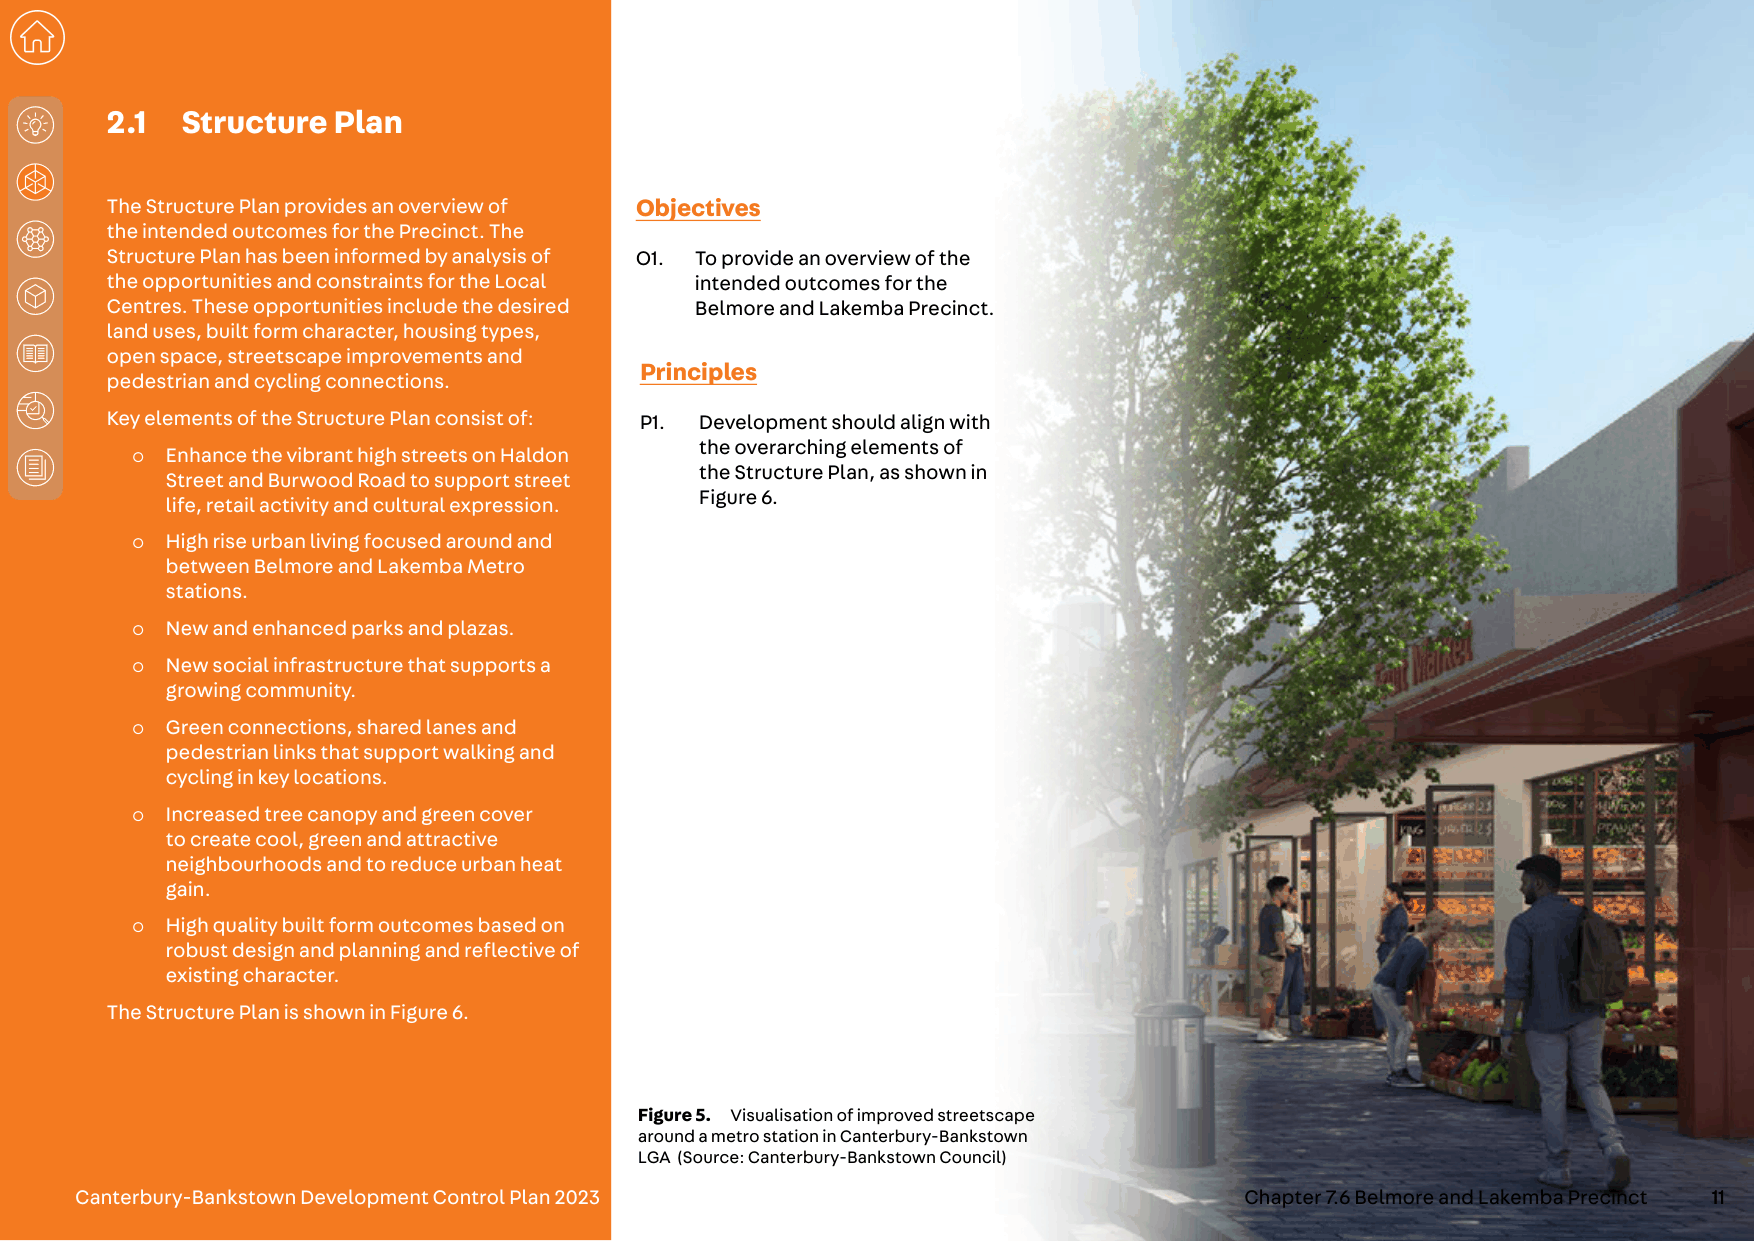 2.1 Structure Plan
The Structure Plan provides an overview of
the intended outcomes for the Precinct. The
Structure Plan has been informed by analysis of
the opportunities and constraints for the Local
Centres. These opportunities include the desired
land uses, built form character, housing types,
open space, streetscape improvements and
pedestrian and cycling connections.
Key elements of the Structure Plan consist of:
o Enhance the vibrant high streets on Haldon
Street and Burwood Road to support street
life, retail activity and cultural expression.
o High rise urban living focused around and
between Belmore and Lakemba Metro
stations.
o New and enhanced parks and plazas.
o New social infrastructure that supports a
growing community.
o Green connections, shared lanes and
pedestrian links that support walking and
cycling in key locations.
o Increased tree canopy and green cover
to create cool, green and attractive
neighbourhoods and to reduce urban heat
gain.
o High quality built form outcomes based on
robust design and planning and reflective of
existing character.
The Structure Plan is shown in Figure 6.
Objectives
O1. To provide an overview of the
intended outcomes for the
Belmore and Lakemba Precinct.
Principles
P1. Development should align with
the overarching elements of
the Structure Plan, as shown in
Figure 6.
Figure 5. Visualisation of improved streetscape
around a metro station in Canterbury-Bankstown
LGA (Source: Canterbury-Bankstown Council)
Canterbury-Bankstown Development Control Plan 2023
Chapter 7.6 Belmore and Lakemba Precinct 11